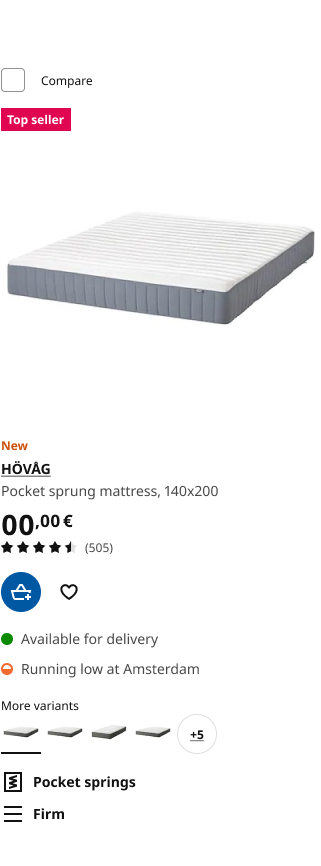 Compare
Top seller
New
HÖVÅG
Pocket sprung mattress, 140x200
00,00 €
(505)
Available for delivery
Running low at Amsterdam
More variants
+5
Pocket springs
Firm